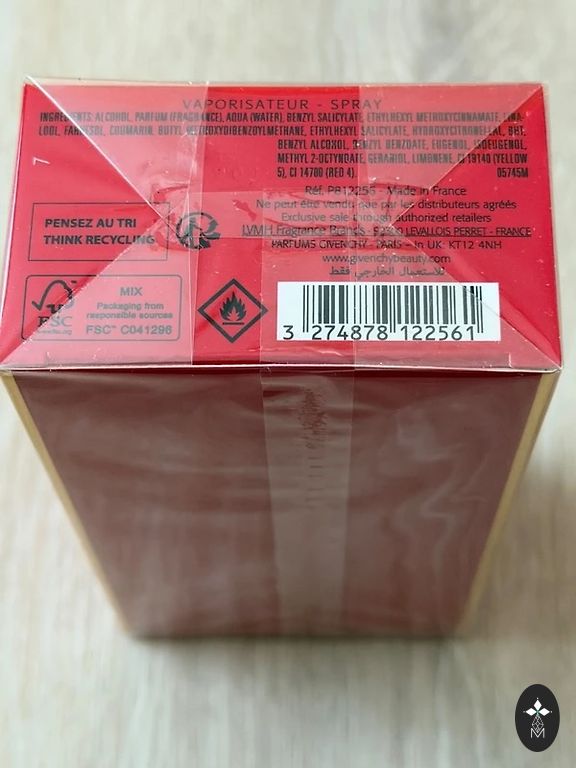 VAPORISATEUR - SPRAY
INGREDIENTS: ALCOHOL, PARFUM (FRAGRANCE), AQUA (WATER), BENZYL SALICYLATE, ETHYLHEXYL METHOXYCINNAMATE, LINA-
LOOL, FARNESOL, COUMARIN, BUTYL METHOXYDIBENZOYLMETHANE, ETHYLHEXYL SALICYLATE, HYDROXYCITRONELLAL, BHT,
BENZYL ALCOHOL, BENZYL BENZOATE, EUGENOL, ISOEUGENOL,
METHYL 2-OCTYNOATE, GERANIOL, LIMONENE, CI 19140 (YELLOW
5), CI 14700 (RED 4). 05745M
Réf. P812256 - Made in France
Ne peut être vendu que par les distributeurs agréés
Exclusive sale through authorized retailers
LVMH Fragrance Brands - 92300 LEVALLOIS PERRET - FRANCE
PARFUMS GIVENCHY - PARIS - In UK: KT12 4NH
www.givenchybeauty.com
للاستعمال الخارجي فقط
PENSEZ AU TRI
THINK RECYCLING
FSC
www.fsc.org
MIX
Packaging from
responsible sources
FSC® C041296
3 274878 122561
7
M